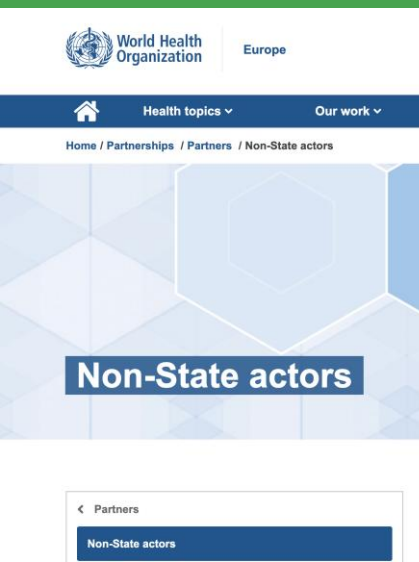 World Health
Organization
Europe
Health topics
Our work
Home / Partnerships / Partners / Non-State actors
Non-State actors
< Partners
Non-State actors